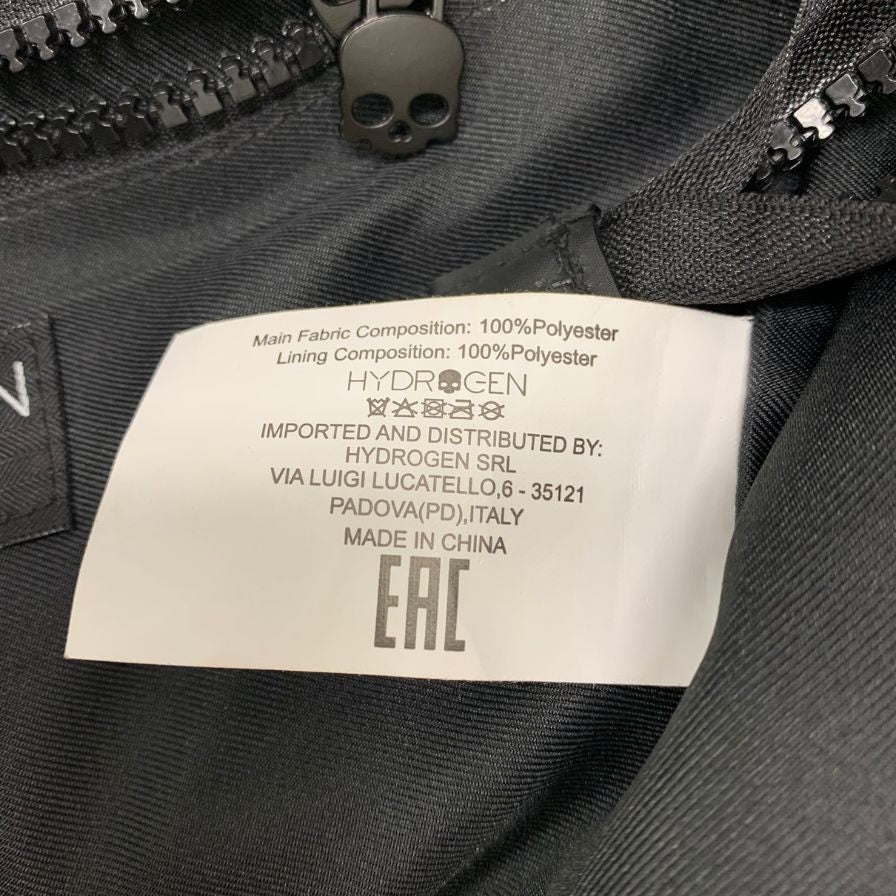 Main Fabric Composition: 100%Polyester
Lining Composition: 100%Polyester
HYDROGEN
IMPORTED AND DISTRIBUTED BY:
HYDROGEN SRL
VIA LUIGI LUCATELLO,6 - 35121
PADOVA(PD),ITALY
MADE IN CHINA
EAC